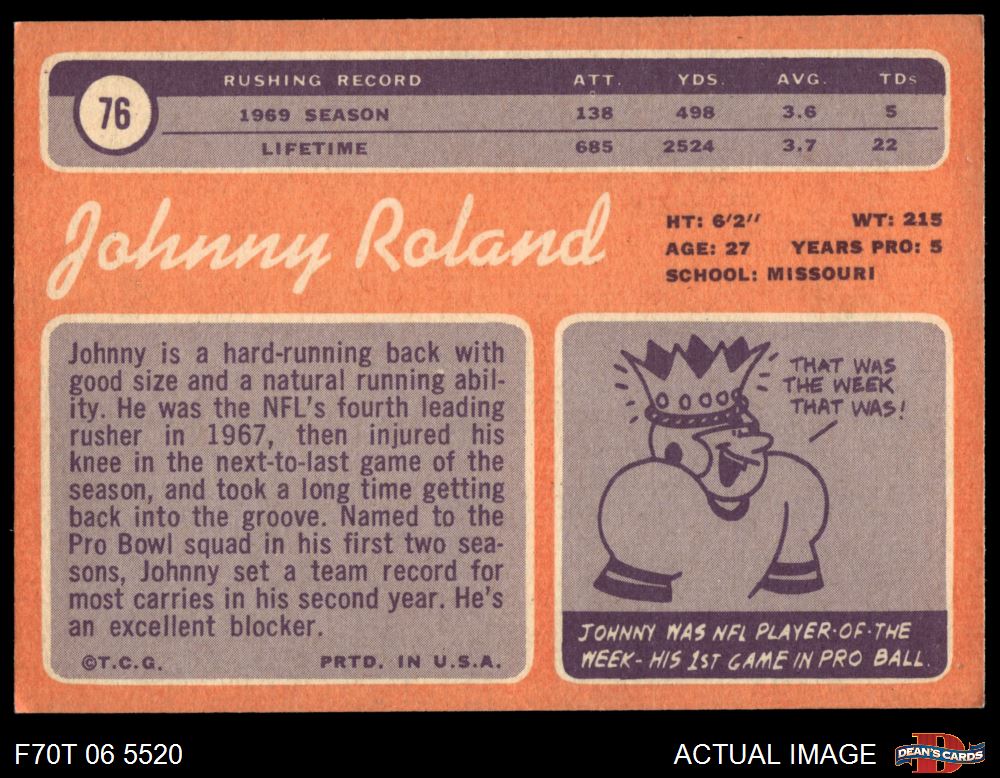 76
RUSHING RECORD ATT. YDS. AVG. TDs
1969 SEASON 138 498 3.6 5
LIFETIME 685 2524 3.7 22
Johnny Roland
HT: 6'2" WT: 215
AGE: 27 YEARS PRO: 5
SCHOOL: MISSOURI
Johnny is a hard-running back with
good size and a natural running abil-
ity. He was the NFL's fourth leading
rusher in 1967, then injured his
knee in the next-to-last game of the
season, and took a long time getting
back into the groove. Named to the
Pro Bowl squad in his first two sea-
sons, Johnny set a team record for
most carries in his second year. He's
an excellent blocker.
©T.C.G. PRTD. IN U.S.A.
THAT WAS
THE WEEK
THAT WAS!
JOHNNY WAS NFL PLAYER-OF-THE
WEEK- HIS 1ST GAME IN PRO BALL.
F70T 06 5520
ACTUAL IMAGE
D
DEAN'S CARDS